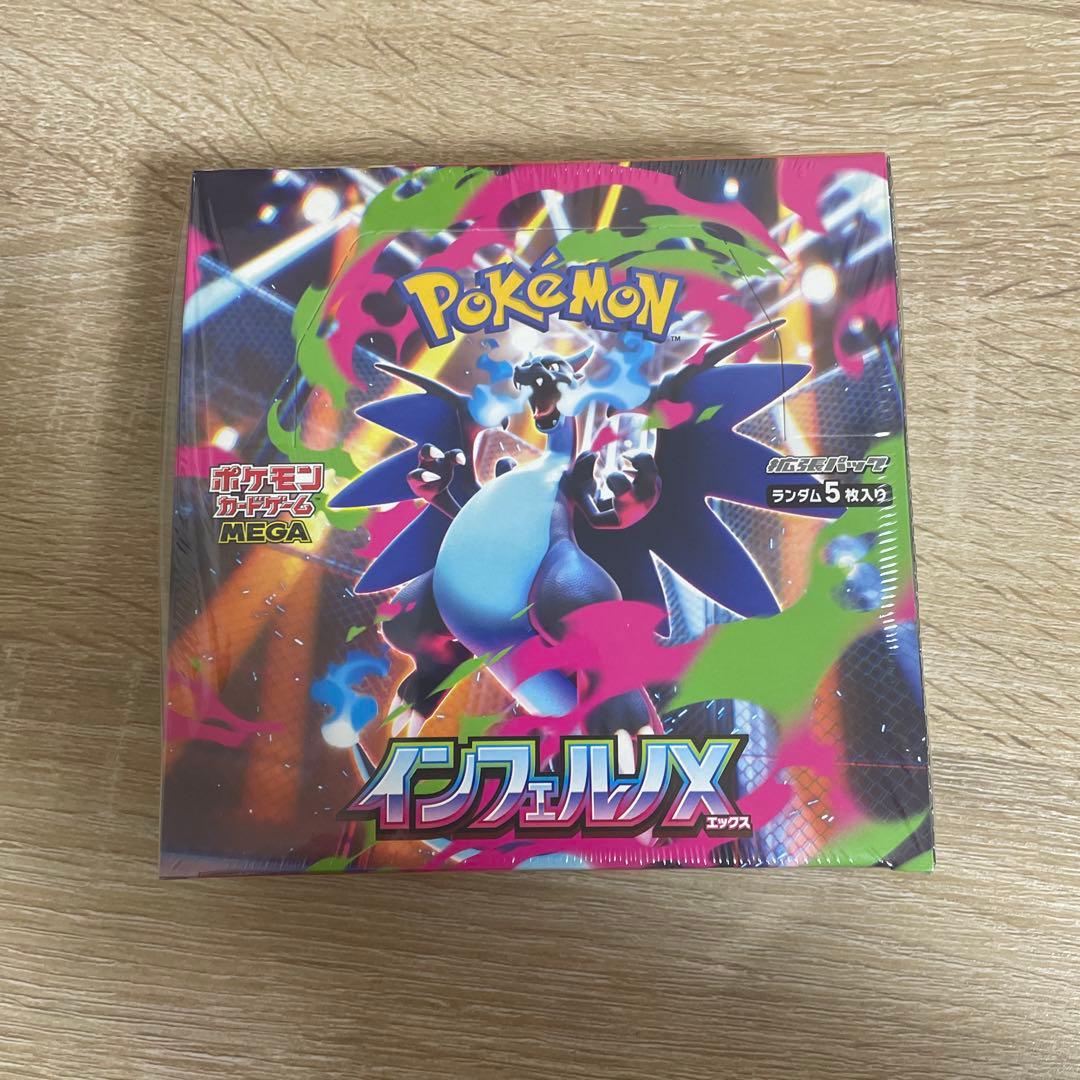 POKéMON
TM
拡張パック
ランダム5枚入り
ポケモン
カードゲーム
MEGA
インフェルノX
エックス